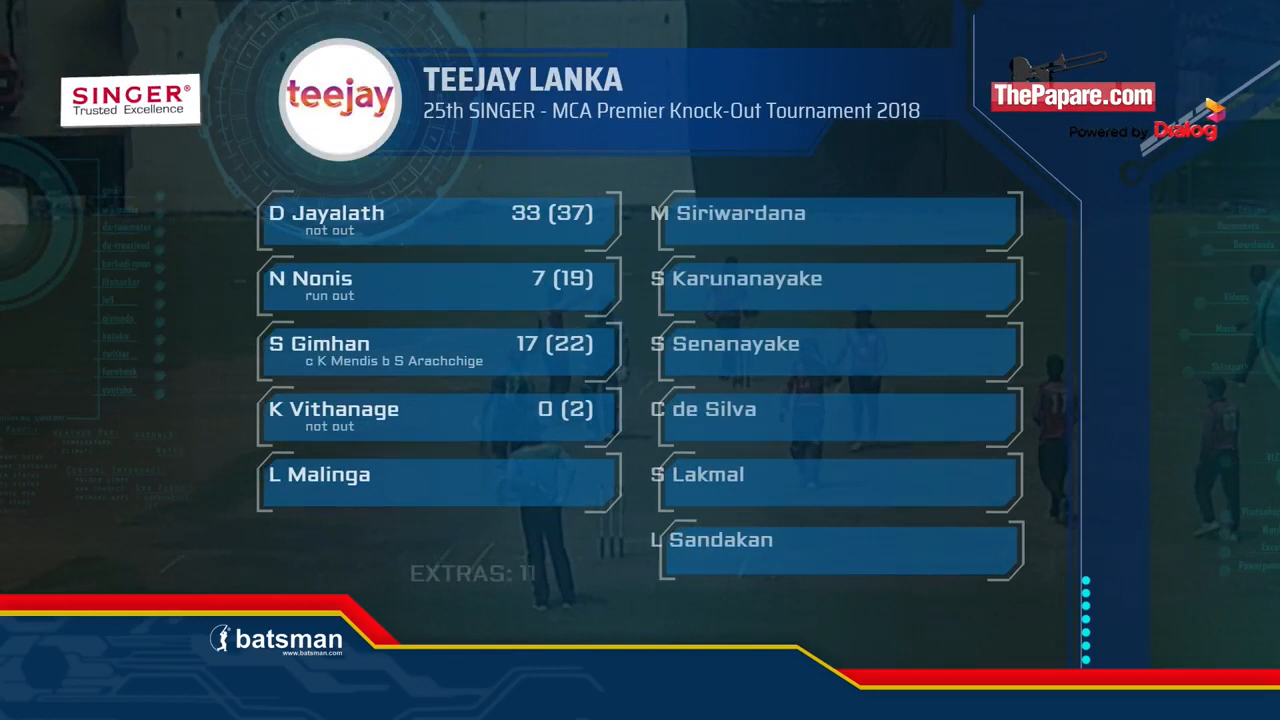 SINGER®
Trusted Excellence
teejay
TEEJAY LANKA
25th SINGER - MCA Premier Knock-Out Tournament 2018
ThePapare.com
Powered by Dialog
D Jayalath 33 (37)
not out
N Nonis 7 (19)
run out
S Gimhan 17 (22)
c K Mendis b S Arachchige
K Vithanage 0 (2)
not out
L Malinga
M Siriwardana
S Karunanayake
S Senanayake
C de Silva
S Lakmal
L Sandakan
EXTRAS: 11
batsman
www.batsman.com